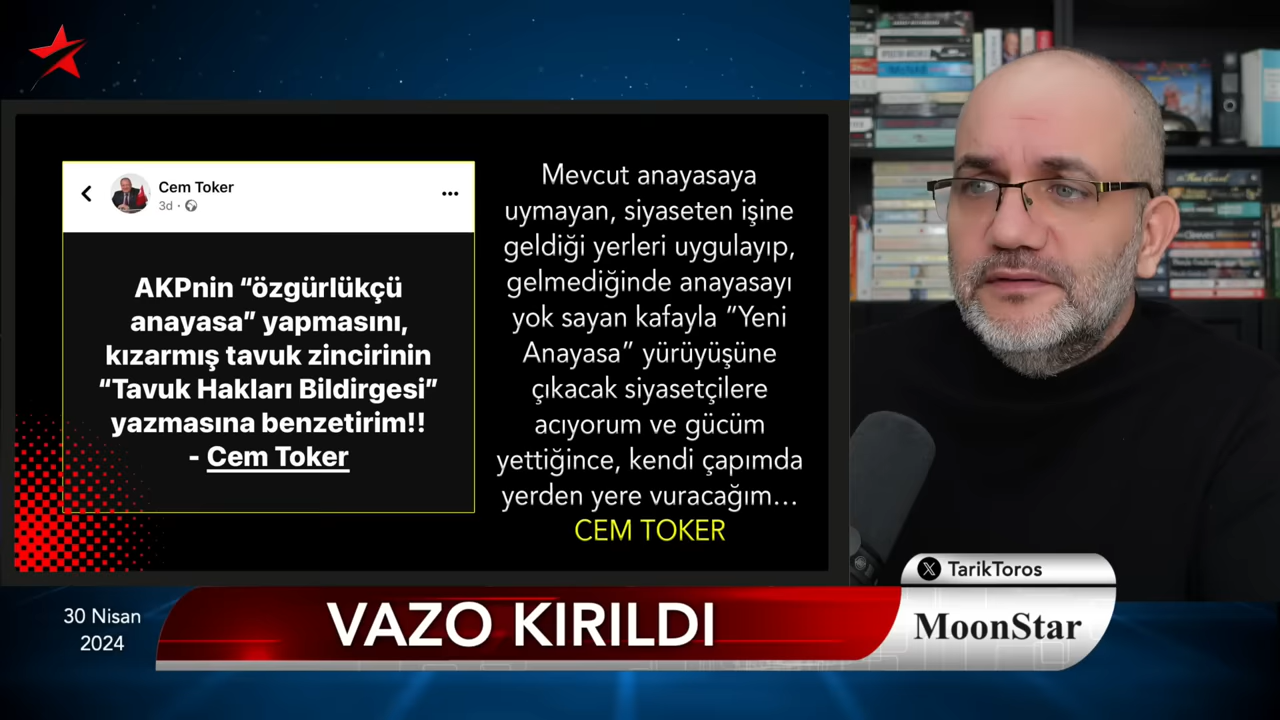 Cem Toker
3d
AKPnin “özgürlükçü
anayasa” yapmasını,
kızarmış tavuk zincirinin
“Tavuk Hakları Bildirgesi”
yazmasına benzetirim!!
- Cem Toker
Mevcut anayasaya
uymayan, siyaseten işine
geldiği yerleri uygulayıp,
gelmediğinde anayasayı
yok sayan kafayla ”Yeni
Anayasa” yürüyüşüne
çıkacak siyasetçilere
acıyorum ve gücüm
yettiğince, kendi çapımda
yerden yere vuracağım...
CEM TOKER
TarikToros
MoonStar
30 Nisan
2024
VAZO KIRILDI